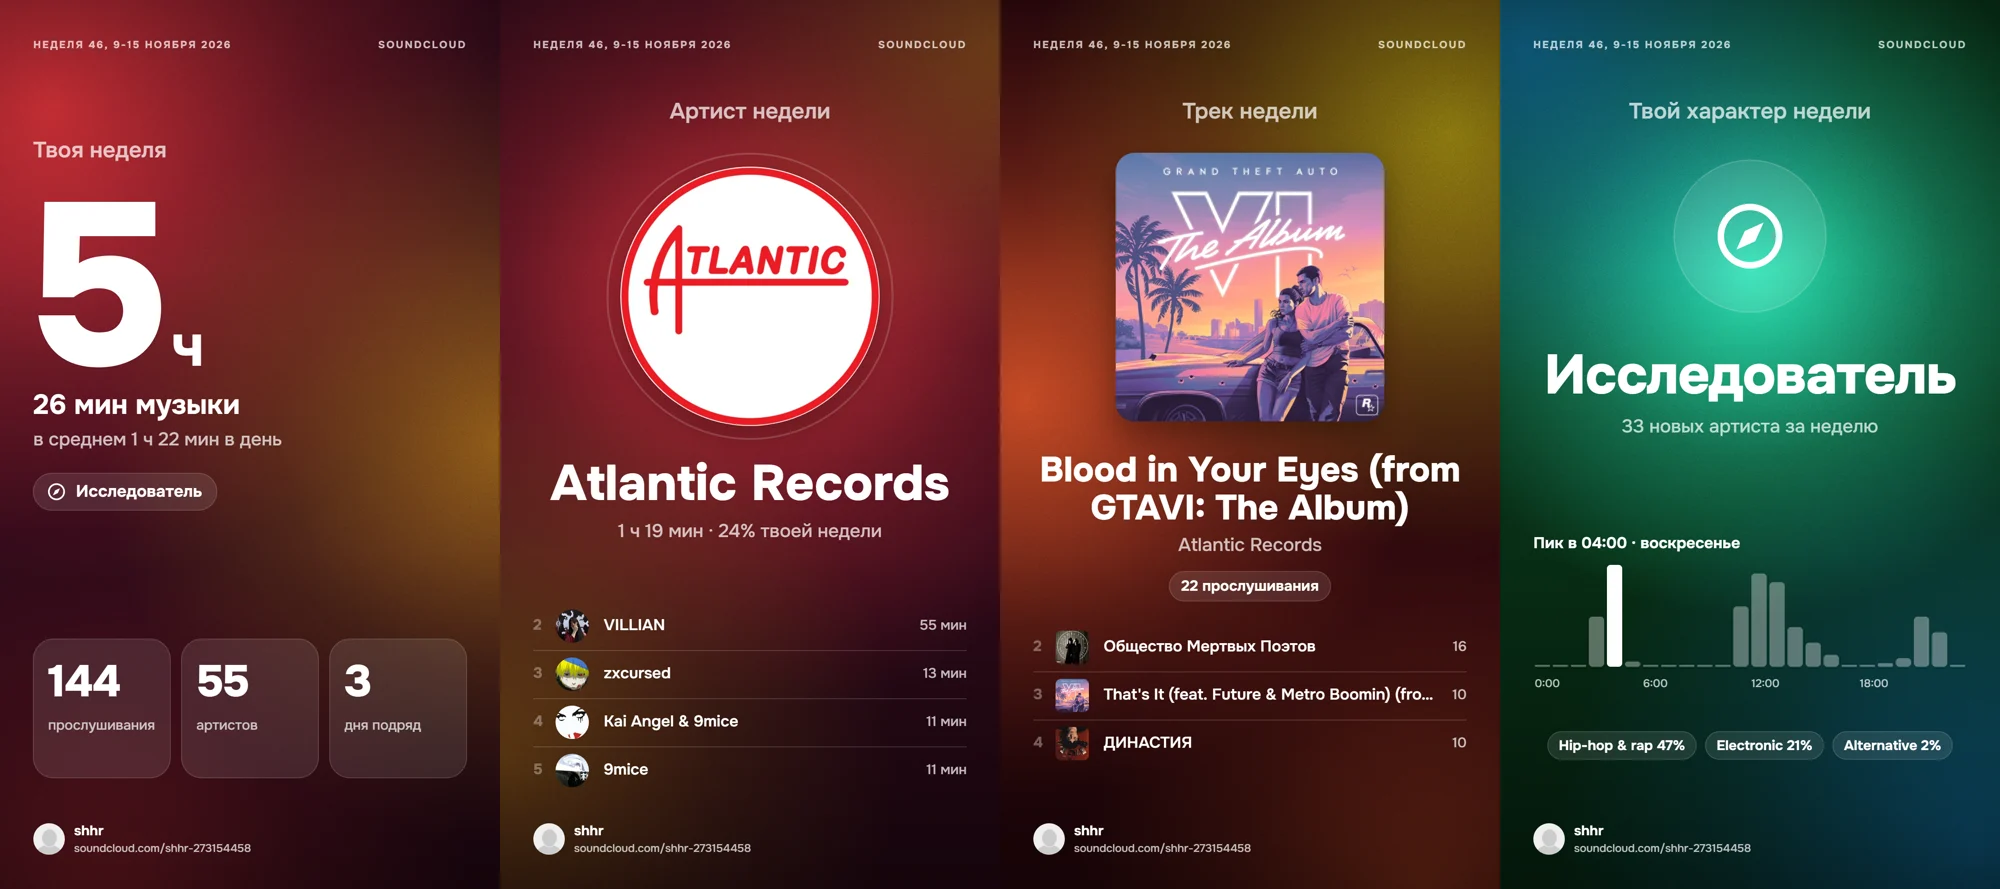 НЕДЕЛЯ 46, 9-15 НОЯБРЯ 2026
SOUNDCLOUD
Твоя неделя
5 ч
26 мин музыки
в среднем 1 ч 22 мин в день
Исследователь
144
прослушивания
55
артистов
3
дня подряд
shhr
soundcloud.com/shhr-273154458
НЕДЕЛЯ 46, 9-15 НОЯБРЯ 2026
SOUNDCLOUD
Артист недели
ATLANTIC
Atlantic Records
1 ч 19 мин · 24% твоей недели
2 VILLIAN 55 мин
3 zxcursed 13 мин
4 Kai Angel & 9mice 11 мин
5 9mice 11 мин
shhr
soundcloud.com/shhr-273154458
НЕДЕЛЯ 46, 9-15 НОЯБРЯ 2026
SOUNDCLOUD
Трек недели
GRAND THEFT AUTO
VI
The Album
R
Blood in Your Eyes (from
GTAVI: The Album)
Atlantic Records
22 прослушивания
2 Общество Мертвых Поэтов 16
3 That's It (feat. Future & Metro Boomin) (fro... 10
4 ДИНАСТИЯ 10
shhr
soundcloud.com/shhr-273154458
НЕДЕЛЯ 46, 9-15 НОЯБРЯ 2026
SOUNDCLOUD
Твой характер недели
Исследователь
33 новых артиста за неделю
Пик в 04:00 · воскресенье
0:00 6:00 12:00 18:00
Hip-hop & rap 47% Electronic 21% Alternative 2%
shhr
soundcloud.com/shhr-273154458